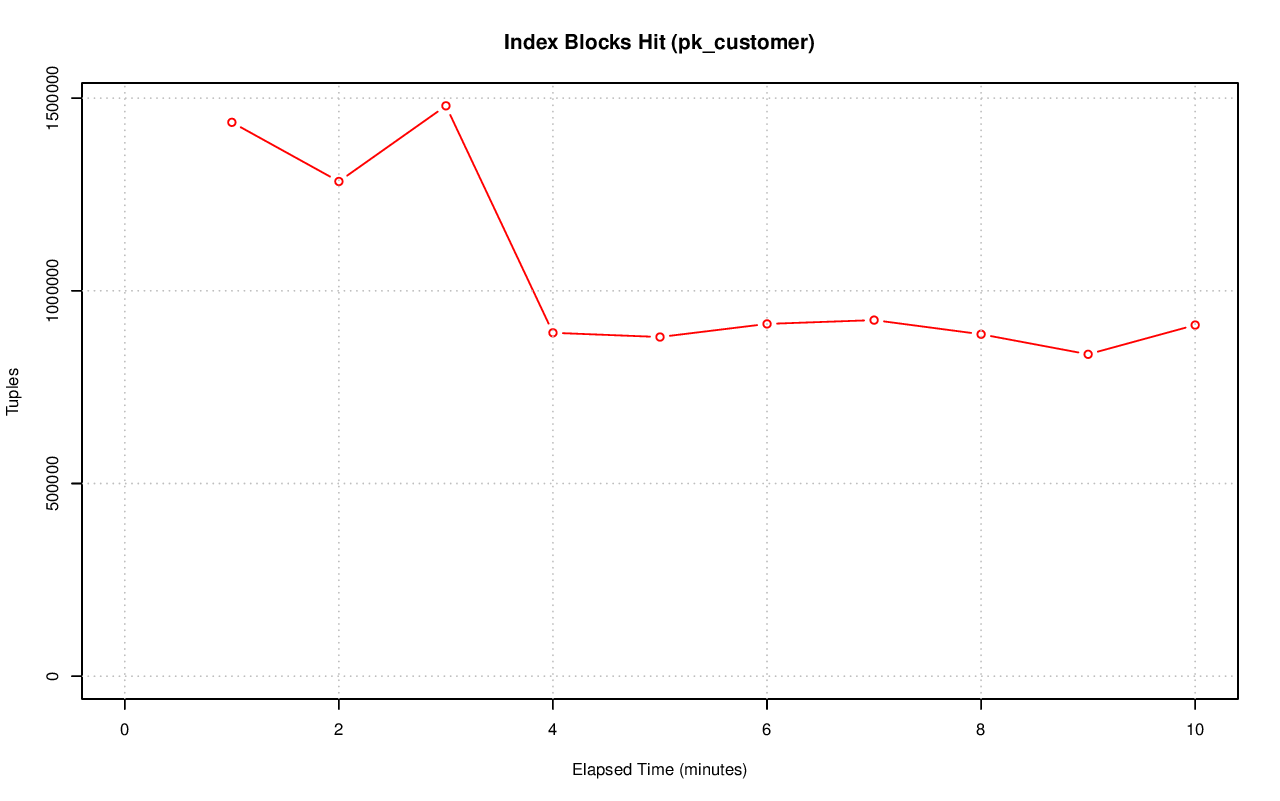 Index Blocks Hit (pk_customer)
Tuples
1500000
1000000
500000
0
0 2 4 6 8 10
Elapsed Time (minutes)